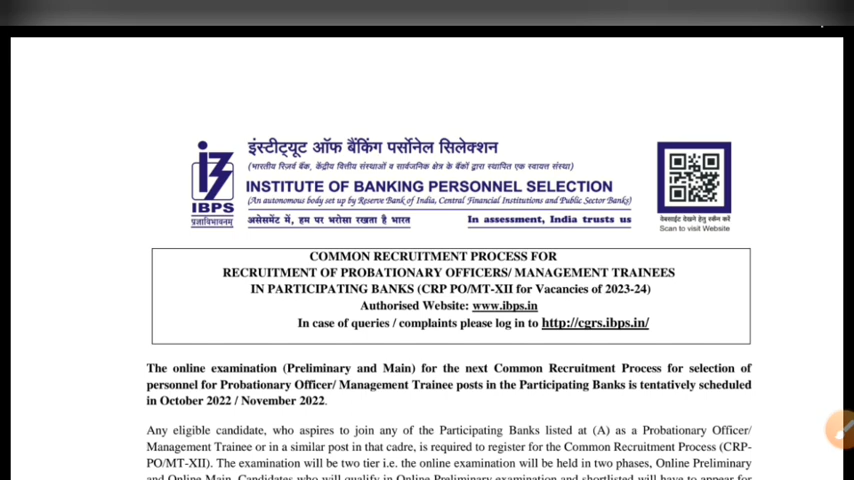 इंस्टीट्यूट ऑफ बैंकिंग पर्सोनेल सिलेक्शन
(भारतीय रिज़र्व बैंक, केंद्रीय वित्तीय संस्थाओं व सार्वजनिक क्षेत्र के बैंकों द्वारा स्थापित एक स्वायत्त संस्था)
INSTITUTE OF BANKING PERSONNEL SELECTION
(An autonomous body set up by Reserve Bank of India, Central Financial Institutions and Public Sector Banks)
IBPS
प्रज्ञाविभावनम्
असेसमेंट में, हम पर भरोसा रखता है भारत In assessment, India trusts us
वेबसाईट देखने हेतु स्कैन करें
Scan to visit Website
COMMON RECRUITMENT PROCESS FOR
RECRUITMENT OF PROBATIONARY OFFICERS/ MANAGEMENT TRAINEES
IN PARTICIPATING BANKS (CRP PO/MT-XII for Vacancies of 2023-24)
Authorised Website: www.ibps.in
In case of queries / complaints please log in to http://cgrs.ibps.in/
The online examination (Preliminary and Main) for the next Common Recruitment Process for selection of
personnel for Probationary Officer/ Management Trainee posts in the Participating Banks is tentatively scheduled
in October 2022 / November 2022.
Any eligible candidate, who aspires to join any of the Participating Banks listed at (A) as a Probationary Officer/
Management Trainee or in a similar post in that cadre, is required to register for the Common Recruitment Process (CRP-
PO/MT-XII). The examination will be two tier i.e. the online examination will be held in two phases, Online Preliminary
and Online Main. Candidates who will qualify in Online Preliminary examination and shortlisted will have to appear for